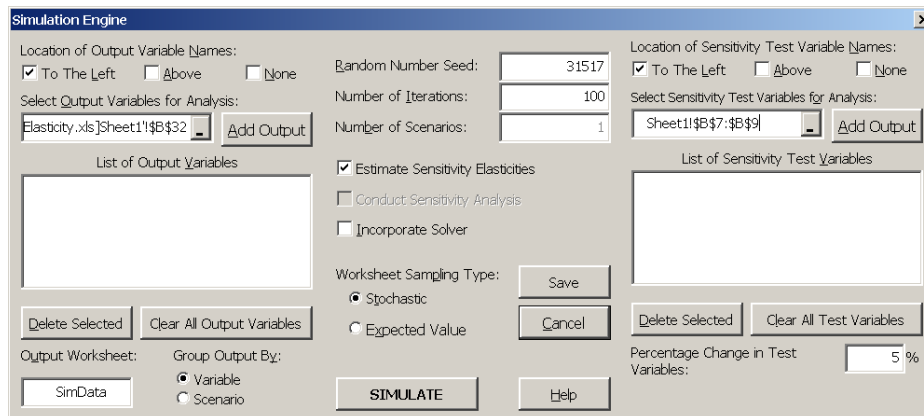 Simulation Engine
Location of Output Variable Names:
To The Left
Above
None
Select Output Variables for Analysis:
Elasticity.xls]Sheet1'!$B$32
Add Output
List of Output Variables
Delete Selected
Clear All Output Variables
Output Worksheet:
SimData
Group Output By:
Variable
Scenario
Random Number Seed:
31517
Number of Iterations:
100
Number of Scenarios:
1
Estimate Sensitivity Elasticities
Conduct Sensitivity Analysis
Incorporate Solver
Worksheet Sampling Type:
Stochastic
Expected Value
Save
Cancel
SIMULATE
Help
Location of Sensitivity Test Variable Names:
To The Left
Above
None
Select Sensitivity Test Variables for Analysis:
Sheet1!$B$7:$B$9
Add Output
List of Sensitivity Test Variables
Delete Selected
Clear All Test Variables
Percentage Change in Test
Variables:
5 %